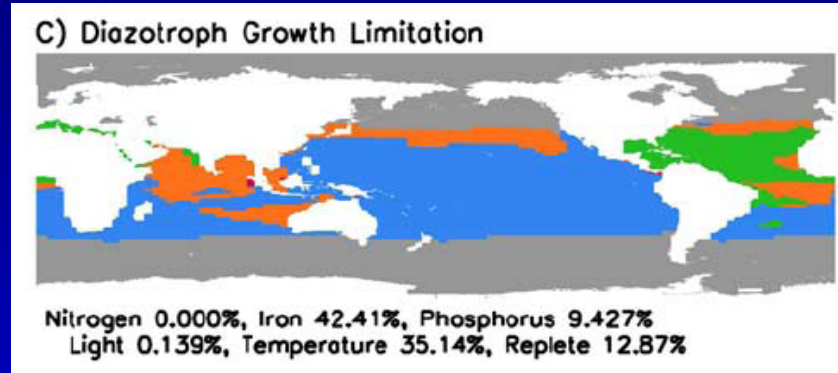 C) Diazotroph Growth Limitation
Nitrogen 0.000%, Iron 42.41%, Phosphorus 9.427%
Light 0.139%, Temperature 35.14%, Replete 12.87%